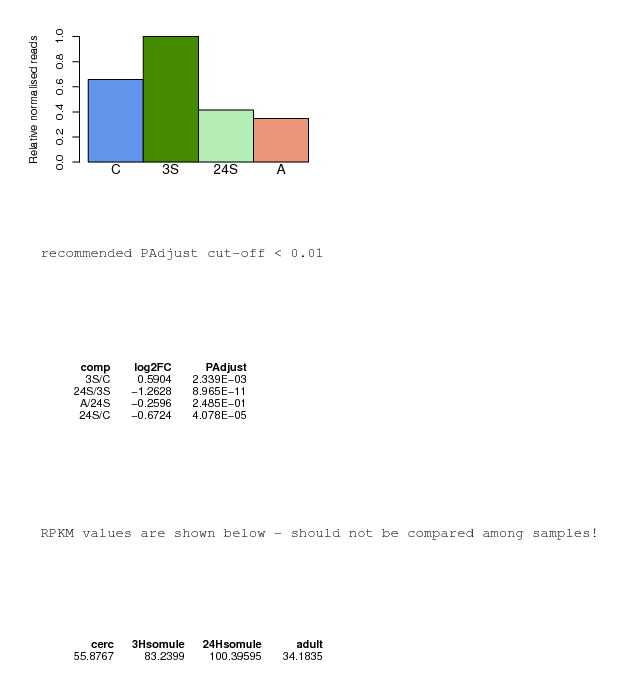 Relative normalised reads
1.0
0.8
0.6
0.4
0.2
0.0
C 3S 24S A
recommended PAdjust cut-off < 0.01
comp log2FC PAdjust
3S/C 0.5904 2.339E−03
24S/3S −1.2628 8.965E−11
A/24S −0.2596 2.485E−01
24S/C −0.6724 4.078E−05
RPKM values are shown below - should not be compared among samples!
cerc 3Hsomule 24Hsomule adult
55.8767 83.2399 100.39595 34.1835